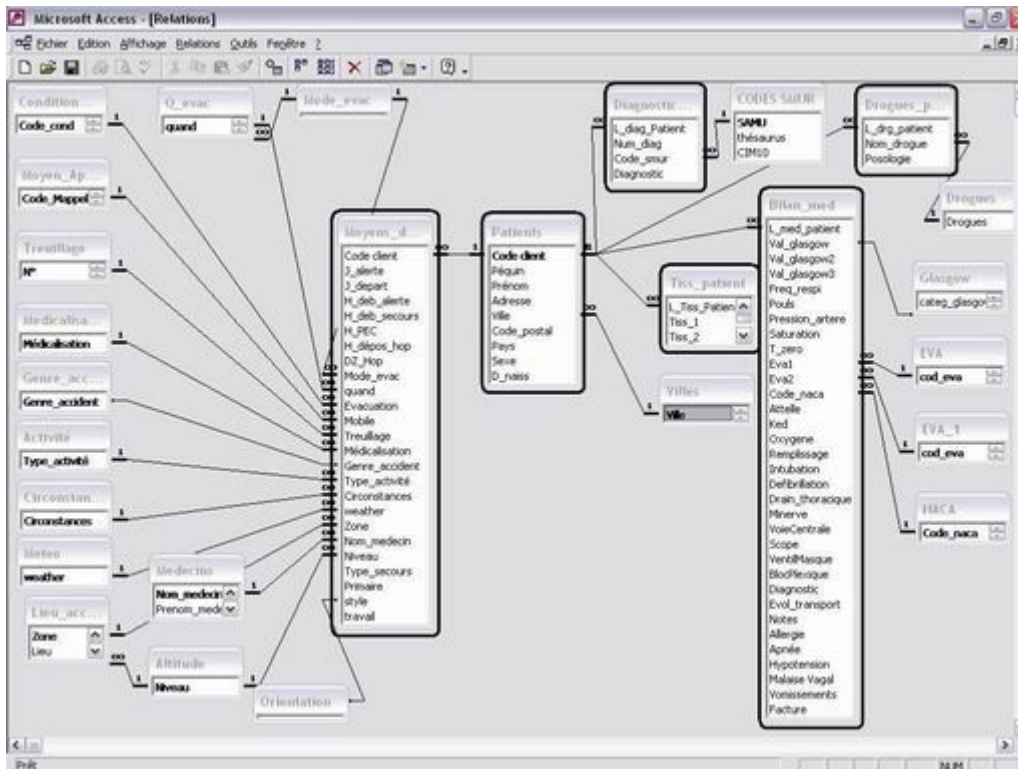 Microsoft Access - [Relations]
Fichier Edition Affichage Relations Outils Fenêtre ?
Condition...
Code_cond
Q_evac
quand
Mode_evac
Moyen_Ap...
Code_Mappel
Treuillage
N°
Medicalisa...
Médicalisation
Genre_acc...
Genre_accident
Activité
Type_activité
Circonstan...
Circonstances
Meteo
weather
Lieu_acc...
Zone
Lieu
Medecins
Nom_medecin
Prenom_mede
Altitude
Niveau
Orientation
Moyens_d...
Code client
J_alerte
J_depart
H_deb_alerte
H_deb_secours
H_PEC
H_dépos_hop
DZ_Hop
Mode_evac
quand
Evacuation
Mobile
Treuillage
Médicalisation
Genre_accident
Type_activité
Circonstances
weather
Zone
Nom_medecin
Niveau
Type_secours
Primaire
style
travail
Patients
Code client
Péquin
Prénom
Adresse
Ville
Code_postal
Pays
Sexe
D_naiss
Diagnostic...
L_diag_Patient
Num_diag
Code_smur
Diagnostic
CODES SMUR
SAMU
thésaurus
CIM10
Drogues_p...
L_drg_patient
Nom_drogue
Posologie
Drogues
Drogues
Tiss_patient
L_Tiss_Patien
Tiss_1
Tiss_2
Villes
Ville
Bilan_med
L_med_patient
Val_glasgow
Val_glasgow2
Val_glasgow3
Freq_respi
Pouls
Pression_artere
Saturation
T_zero
Eva1
Eva2
Code_naca
Attelle
Ked
Oxygene
Remplissage
Intubation
Defibrillation
Drain_thoracique
Minerve
VoieCentrale
Scope
VentilMasque
BlocPlexique
Diagnostic
Evol_transport
Notes
Allergie
Apnée
Hypotension
Malaise Vagal
Vomissements
Facture
Glasgow
categ_glasgo
EVA
cod_eva
EVA_1
cod_eva
NACA
Code_naca
Prêt
NUM